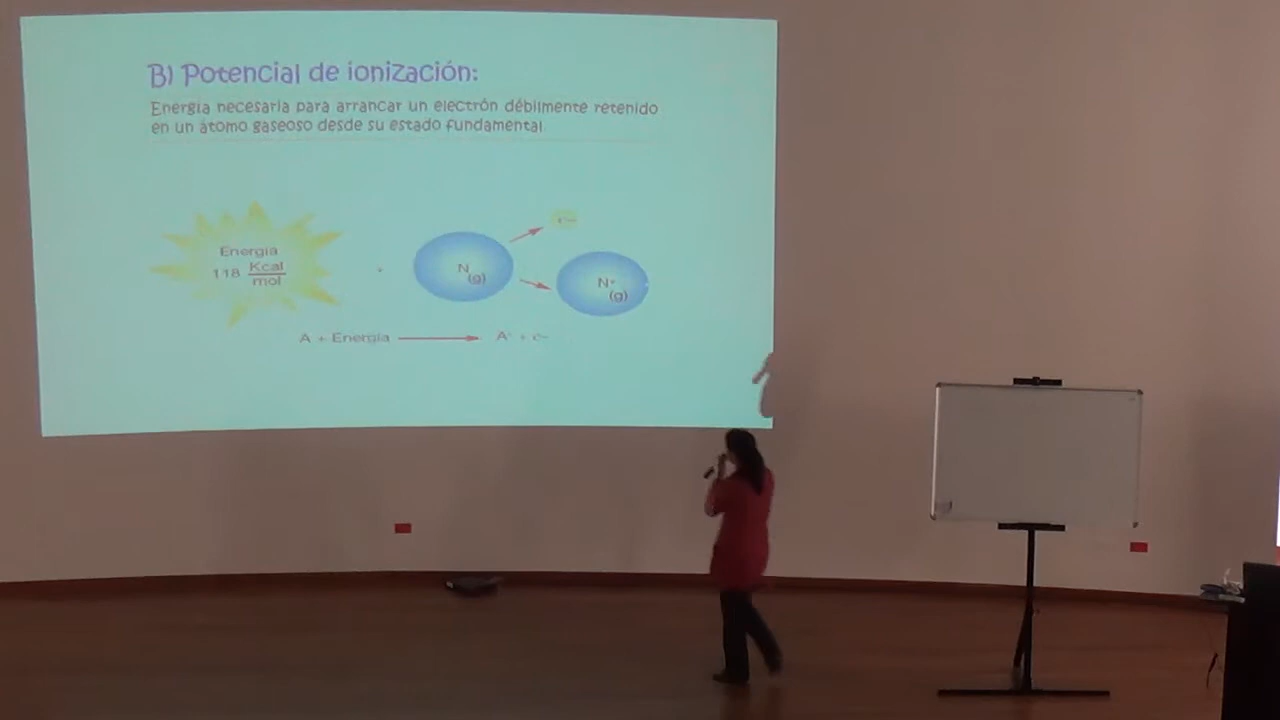 B) Potencial de ionización:
Energía necesaria para arrancar un electrón débilmente retenido
en un átomo gaseoso desde su estado fundamental.
Energía
118 Kcal
mol
+
N
(g)
e-
N+
(g)
A + Energía → A+ + e-